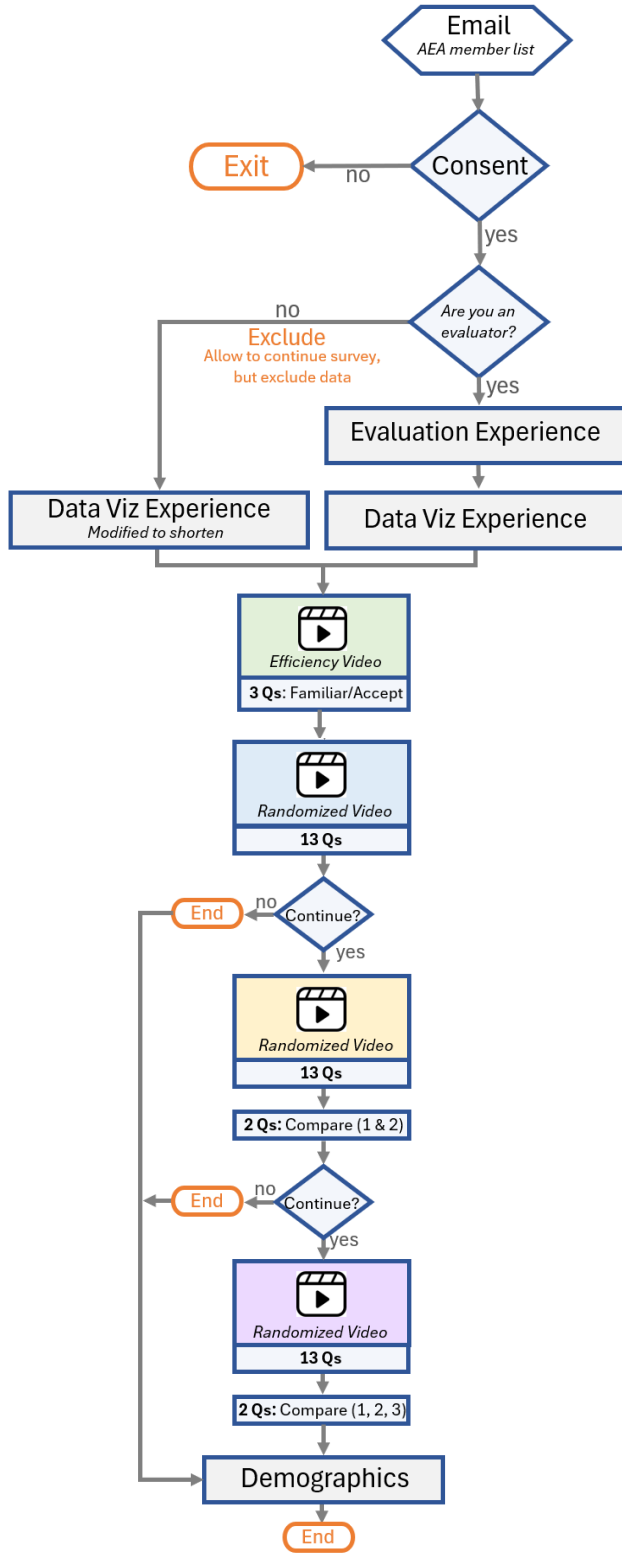 Email
AEA member list
Consent
Exit
no
yes
Are you an
evaluator?
no
Exclude
Allow to continue survey,
but exclude data
yes
Evaluation Experience
Data Viz Experience
Modified to shorten
Data Viz Experience
Efficiency Video
3 Qs: Familiar/Accept
Randomized Video
13 Qs
Continue?
no
End
yes
Randomized Video
13 Qs
2 Qs: Compare (1 & 2)
Continue?
no
End
yes
Randomized Video
13 Qs
2 Qs: Compare (1, 2, 3)
Demographics
End